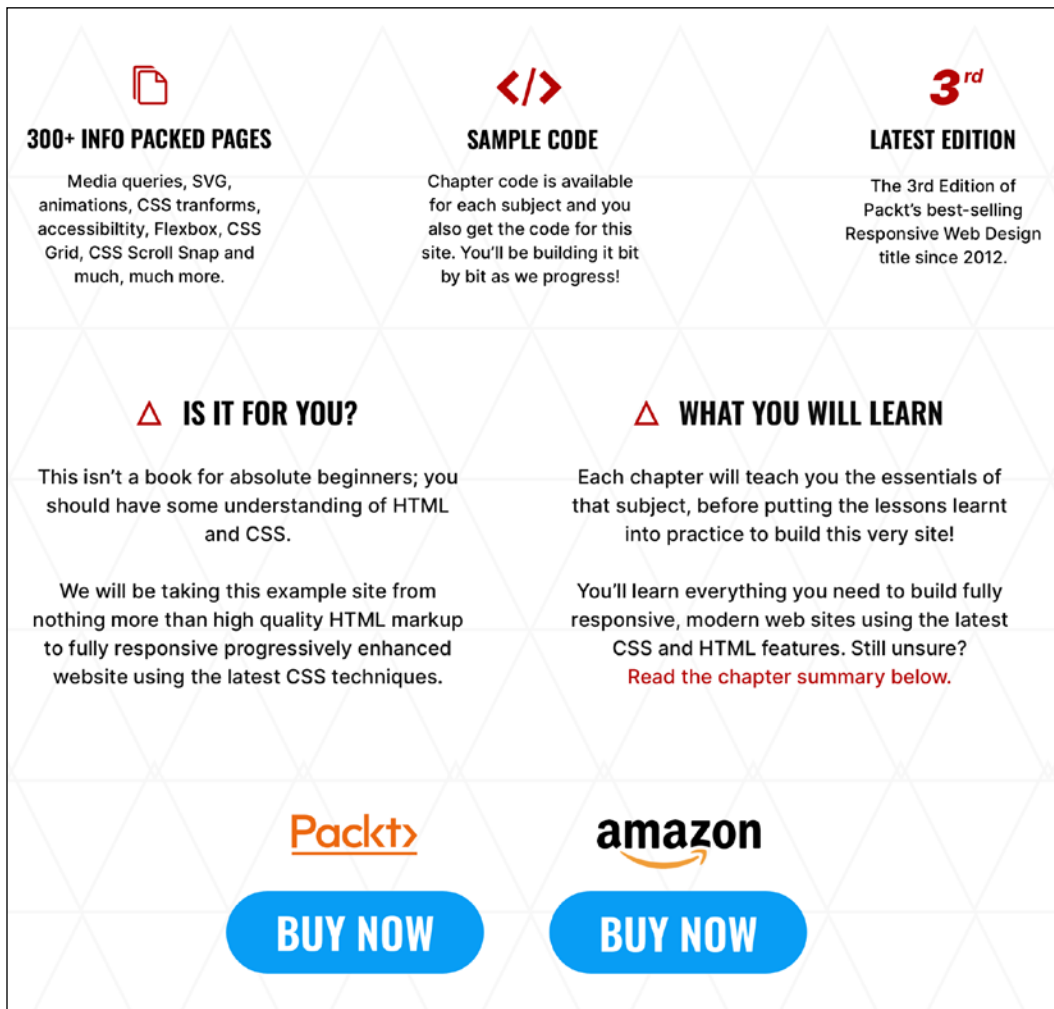 </>
3rd
300+ INFO PACKED PAGES
SAMPLE CODE
LATEST EDITION
Media queries, SVG,
animations, CSS tranforms,
accessibiltity, Flexbox, CSS
Grid, CSS Scroll Snap and
much, much more.
Chapter code is available
for each subject and you
also get the code for this
site. You'll be building it bit
by bit as we progress!
The 3rd Edition of
Packt's best-selling
Responsive Web Design
title since 2012.
IS IT FOR YOU?
This isn't a book for absolute beginners; you
should have some understanding of HTML
and CSS.
We will be taking this example site from
nothing more than high quality HTML markup
to fully responsive progressively enhanced
website using the latest CSS techniques.
WHAT YOU WILL LEARN
Each chapter will teach you the essentials of
that subject, before putting the lessons learnt
into practice to build this very site!
You'll learn everything you need to build fully
responsive, modern web sites using the latest
CSS and HTML features. Still unsure?
Read the chapter summary below.
Packt>
amazon
BUY NOW
BUY NOW